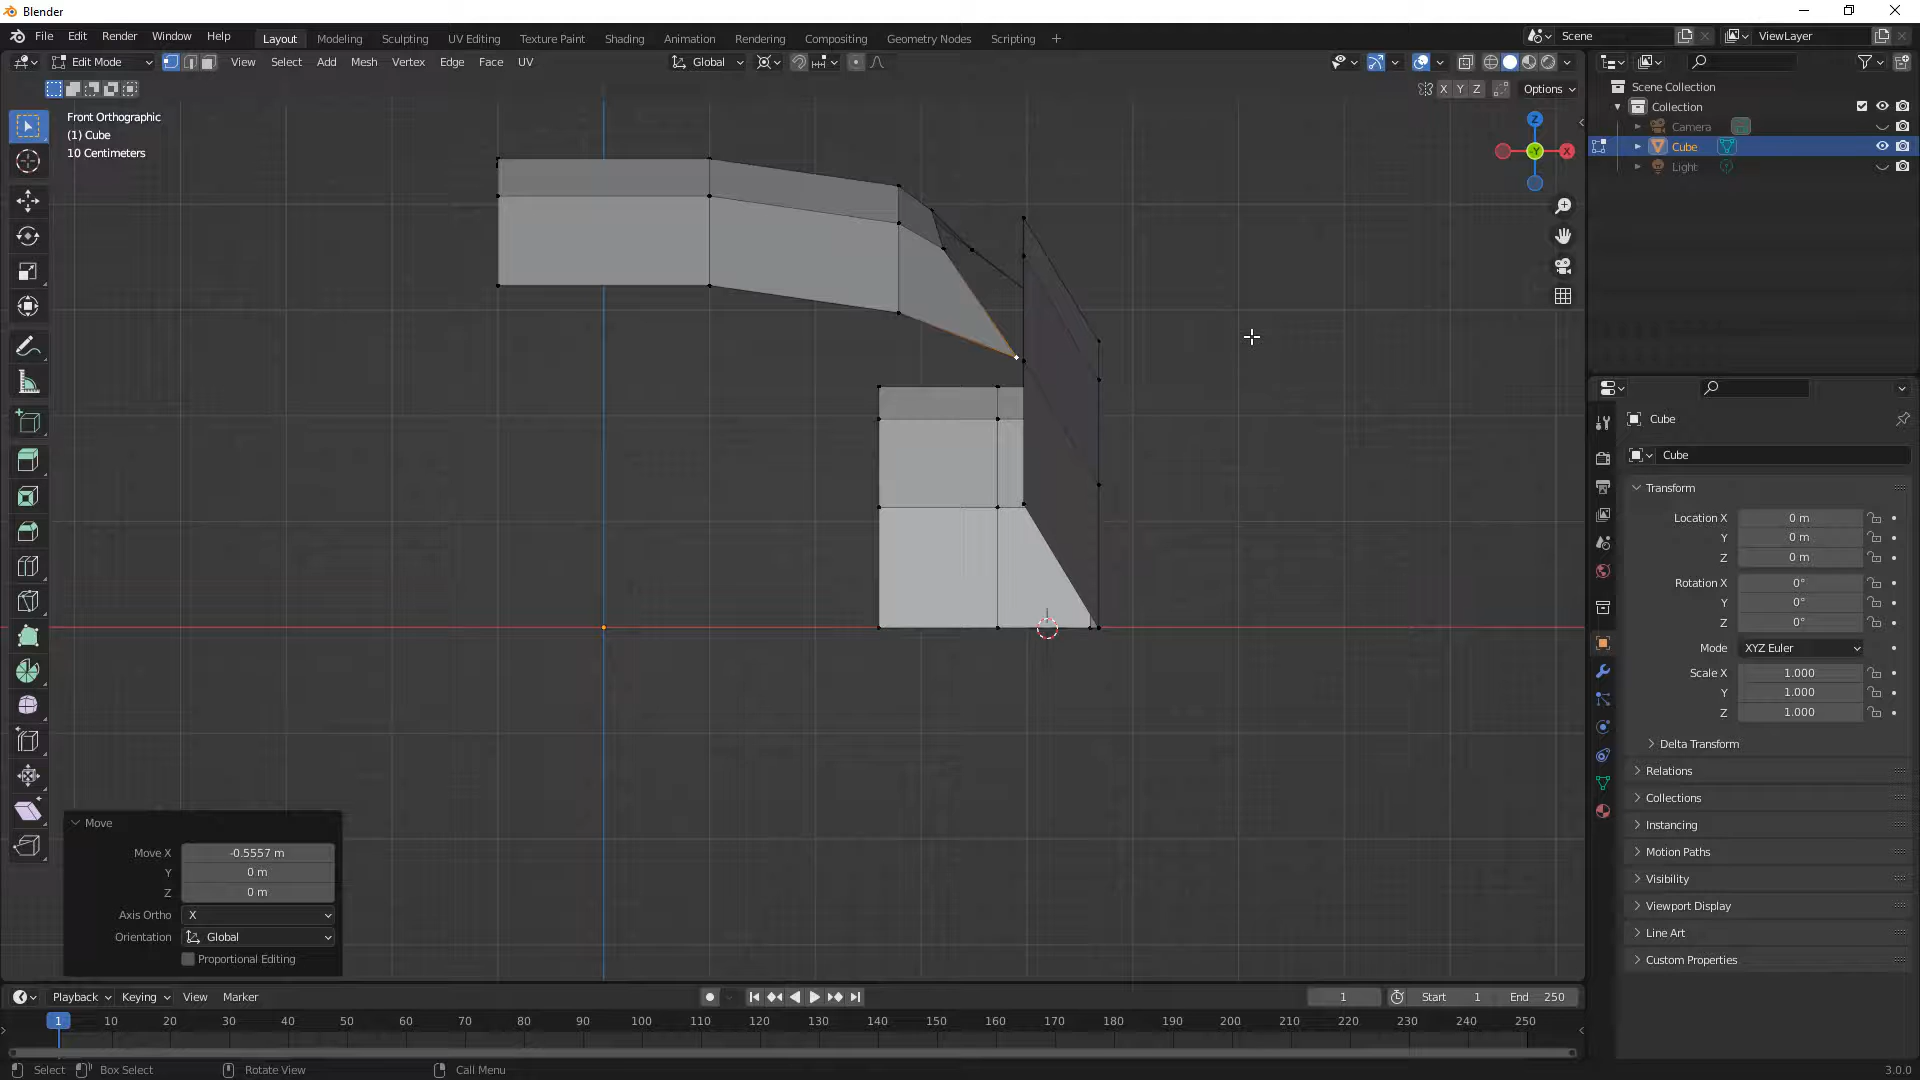 Blender
File Edit Render Window Help
Layout Modeling Sculpting UV Editing Texture Paint Shading Animation Rendering Compositing Geometry Nodes Scripting
Scene
ViewLayer
Edit Mode
View Select Add Mesh Vertex Edge Face UV
Global
X Y Z
Options
Front Orthographic
(1) Cube
10 Centimeters
Z
X
-Y
Scene Collection
Collection
Camera
Cube
Light
Cube
Cube
Transform
Location X 0 m
Y 0 m
Z 0 m
Rotation X 0°
Y 0°
Z 0°
Mode XYZ Euler
Scale X 1.000
Y 1.000
Z 1.000
Delta Transform
Relations
Collections
Instancing
Motion Paths
Visibility
Viewport Display
Line Art
Custom Properties
Move
Move X -0.5557 m
Y 0 m
Z 0 m
Axis Ortho X
Orientation Global
Proportional Editing
Playback Keying View Marker
1
Start 1
End 250
1 10 20 30 40 50 60 70 80 90 100 110 120 130 140 150 160 170 180 190 200 210 220 230 240 250
Select
Box Select
Rotate View
Call Menu
3.0.0